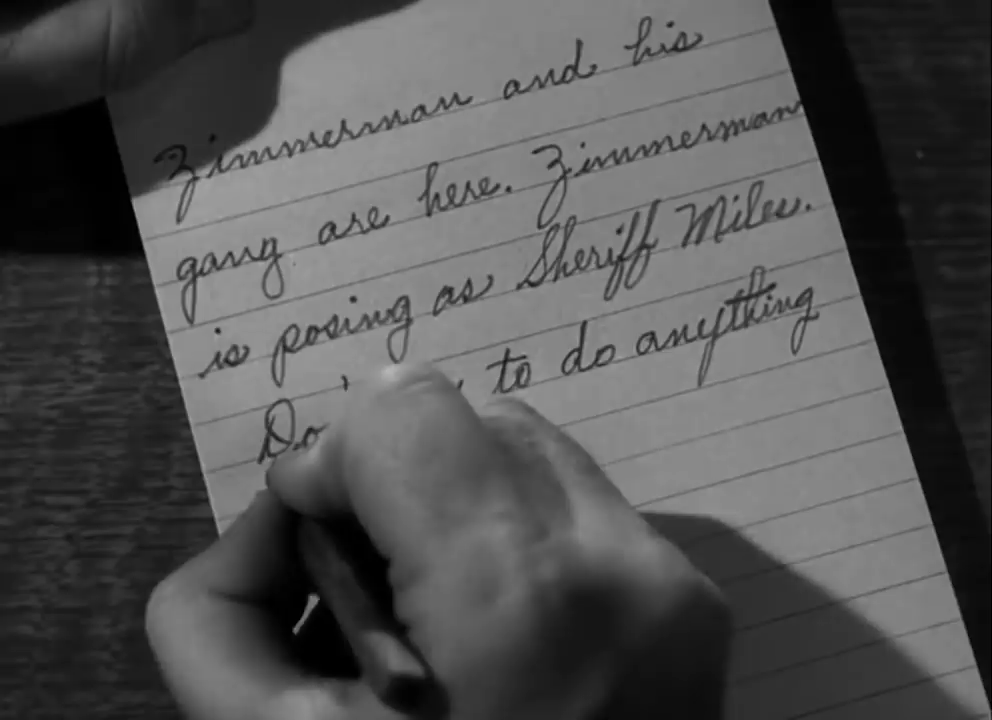 Zimmerman and his
gang are here. Zimmerman
is posing as Sheriff Miles.
to do anything